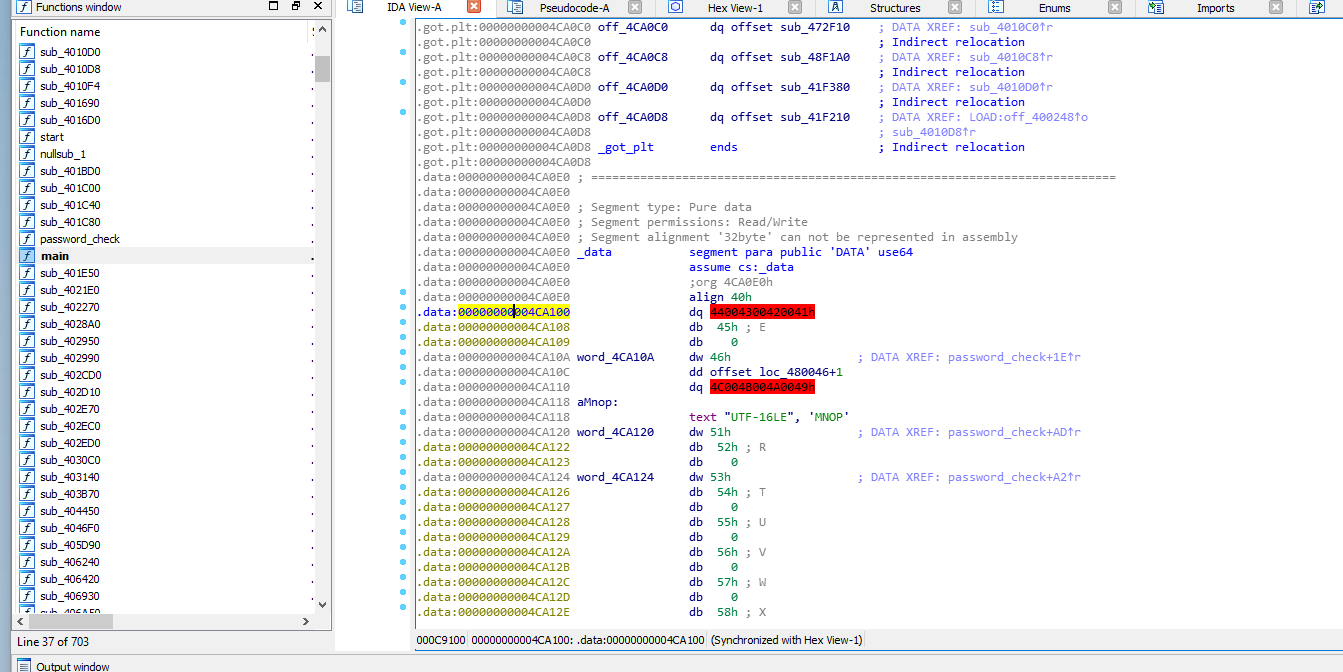 Functions window
Function name
sub_4010D0
sub_4010D8
sub_4010F4
sub_401690
sub_4016D0
start
nullsub_1
sub_401BD0
sub_401C00
sub_401C40
sub_401C80
password_check
main
sub_401E50
sub_4021E0
sub_402270
sub_4028A0
sub_402950
sub_402990
sub_402CD0
sub_402D10
sub_402E70
sub_402EC0
sub_402ED0
sub_4030C0
sub_403140
sub_403B70
sub_404450
sub_4046F0
sub_405D90
sub_406240
sub_406420
sub_406930
sub_406A50
Line 37 of 703
Output window
IDA View-A Pseudocode-A Hex View-1 Structures Enums Imports
.got.plt:00000000004CA0C0 off_4CA0C0 dq offset sub_472F10 ; DATA XREF: sub_4010C0↑r
.got.plt:00000000004CA0C0 ; Indirect relocation
.got.plt:00000000004CA0C8 off_4CA0C8 dq offset sub_48F1A0 ; DATA XREF: sub_4010C8↑r
.got.plt:00000000004CA0C8 ; Indirect relocation
.got.plt:00000000004CA0D0 off_4CA0D0 dq offset sub_41F380 ; DATA XREF: sub_4010D0↑r
.got.plt:00000000004CA0D0 ; Indirect relocation
.got.plt:00000000004CA0D8 off_4CA0D8 dq offset sub_41F210 ; DATA XREF: LOAD:off_400248↑o
.got.plt:00000000004CA0D8 ; sub_4010D8↑r
.got.plt:00000000004CA0D8 _got_plt ends ; Indirect relocation
.got.plt:00000000004CA0D8
.data:00000000004CA0E0 ; ===========================================================================
.data:00000000004CA0E0
.data:00000000004CA0E0 ; Segment type: Pure data
.data:00000000004CA0E0 ; Segment permissions: Read/Write
.data:00000000004CA0E0 ; Segment alignment '32byte' can not be represented in assembly
.data:00000000004CA0E0 _data segment para public 'DATA' use64
.data:00000000004CA0E0 assume cs:_data
.data:00000000004CA0E0 ;org 4CA0E0h
.data:00000000004CA0E0 align 40h
.data:00000000004CA100 dq 44004300420041h
.data:00000000004CA108 db 45h ; E
.data:00000000004CA109 db 0
.data:00000000004CA10A word_4CA10A dw 46h ; DATA XREF: password_check+1E↑r
.data:00000000004CA10C dd offset loc_480046+1
.data:00000000004CA110 dq 4C004B004A0049h
.data:00000000004CA118 aMnop:
.data:00000000004CA118 text "UTF-16LE", 'MNOP'
.data:00000000004CA120 word_4CA120 dw 51h ; DATA XREF: password_check+AD↑r
.data:00000000004CA122 db 52h ; R
.data:00000000004CA123 db 0
.data:00000000004CA124 word_4CA124 dw 53h ; DATA XREF: password_check+A2↑r
.data:00000000004CA126 db 54h ; T
.data:00000000004CA127 db 0
.data:00000000004CA128 db 55h ; U
.data:00000000004CA129 db 0
.data:00000000004CA12A db 56h ; V
.data:00000000004CA12B db 0
.data:00000000004CA12C db 57h ; W
.data:00000000004CA12D db 0
.data:00000000004CA12E db 58h ; X
000C9100 00000000004CA100: .data:00000000004CA100 (Synchronized with Hex View-1)